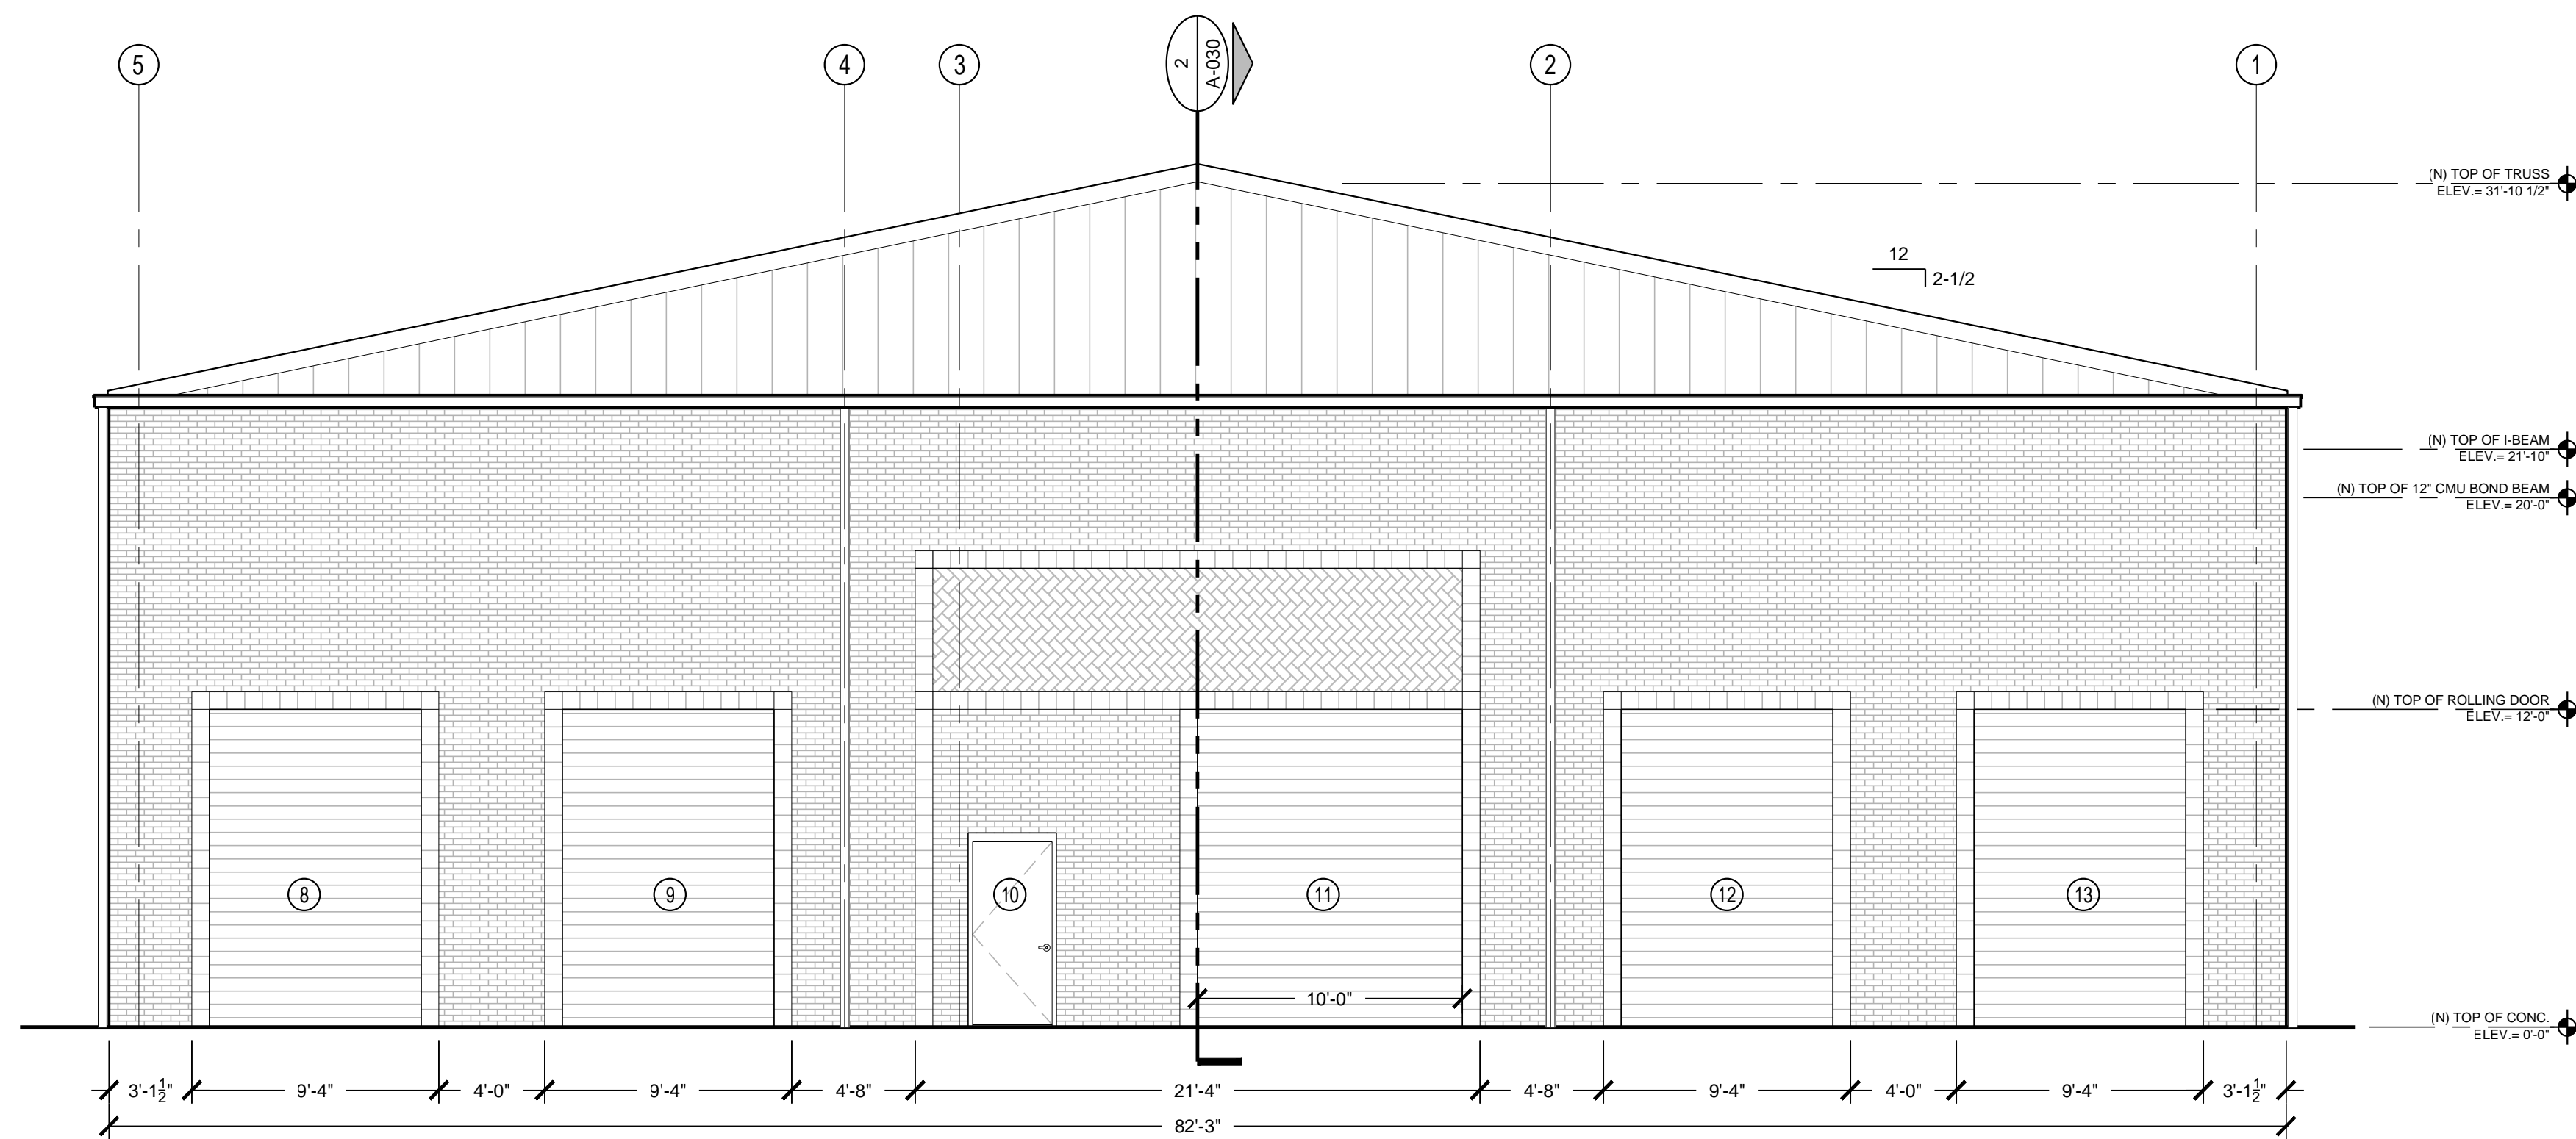 5
4
3
2
A-030
2
1
(N) TOP OF TRUSS
ELEV.= 31'-10 1/2"
12
2-1/2
(N) TOP OF I-BEAM
ELEV.= 21'-10"
(N) TOP OF 12" CMU BOND BEAM
ELEV.= 20'-0"
(N) TOP OF ROLLING DOOR
ELEV.= 12'-0"
8
9
10
11
12
13
10'-0"
(N) TOP OF CONC.
ELEV.= 0'-0"
3'-1 1/2" 9'-4" 4'-0" 9'-4" 4'-8" 21'-4" 4'-8" 9'-4" 4'-0" 9'-4" 3'-1 1/2"
82'-3"